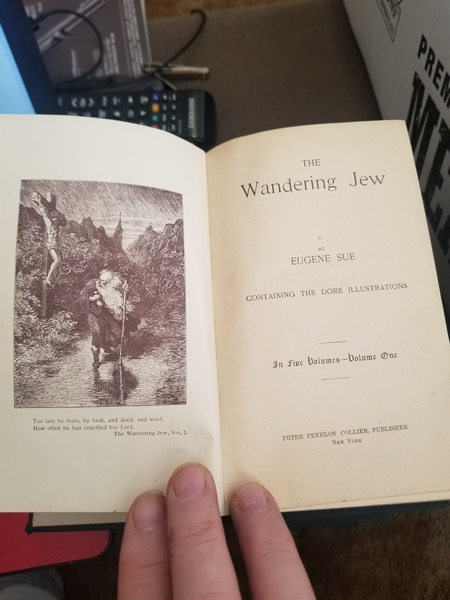 Too late he feels, by look, and deed, and word,
How often he has crucified his Lord.
The Wandering Jew, Vol. I.
THE
Wandering Jew
BY
EUGENE SUE
CONTAINING THE DORE ILLUSTRATIONS
In Five Volumes—Volume One
PETER FENELON COLLIER, PUBLISHER
New York
SAMSUNG